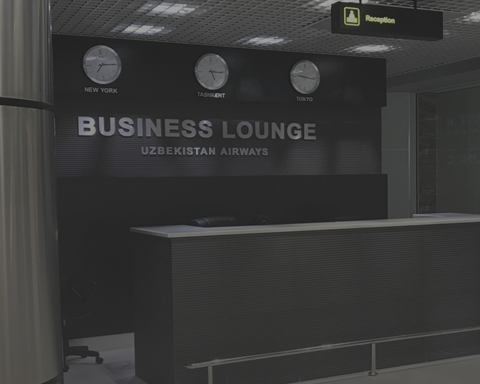 Reception
NEW YORK
TASHKENT
TOKYO
BUSINESS LOUNGE
UZBEKISTAN AIRWAYS